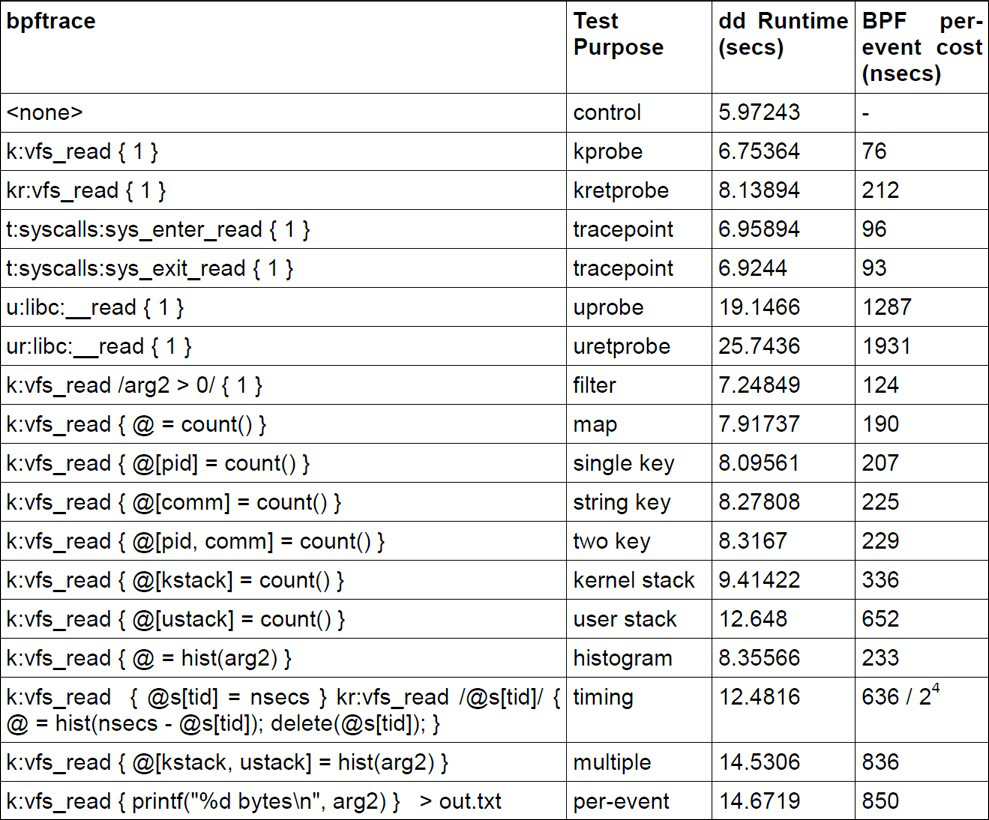 bpftrace Test Purpose dd Runtime (secs) BPF per-event cost (nsecs)
<none> control 5.97243 -
k:vfs_read { 1 } kprobe 6.75364 76
kr:vfs_read { 1 } kretprobe 8.13894 212
t:syscalls:sys_enter_read { 1 } tracepoint 6.95894 96
t:syscalls:sys_exit_read { 1 } tracepoint 6.9244 93
u:libc:__read { 1 } uprobe 19.1466 1287
ur:libc:__read { 1 } uretprobe 25.7436 1931
k:vfs_read /arg2 > 0/ { 1 } filter 7.24849 124
k:vfs_read { @ = count() } map 7.91737 190
k:vfs_read { @[pid] = count() } single key 8.09561 207
k:vfs_read { @[comm] = count() } string key 8.27808 225
k:vfs_read { @[pid, comm] = count() } two key 8.3167 229
k:vfs_read { @[kstack] = count() } kernel stack 9.41422 336
k:vfs_read { @[ustack] = count() } user stack 12.648 652
k:vfs_read { @ = hist(arg2) } histogram 8.35566 233
k:vfs_read { @s[tid] = nsecs } kr:vfs_read /@s[tid]/ { timing 12.4816 636 / 2⁴
@ = hist(nsecs - @s[tid]); delete(@s[tid]); }
k:vfs_read { @[kstack, ustack] = hist(arg2) } multiple 14.5306 836
k:vfs_read { printf("%d bytes\n", arg2) } > out.txt per-event 14.6719 850